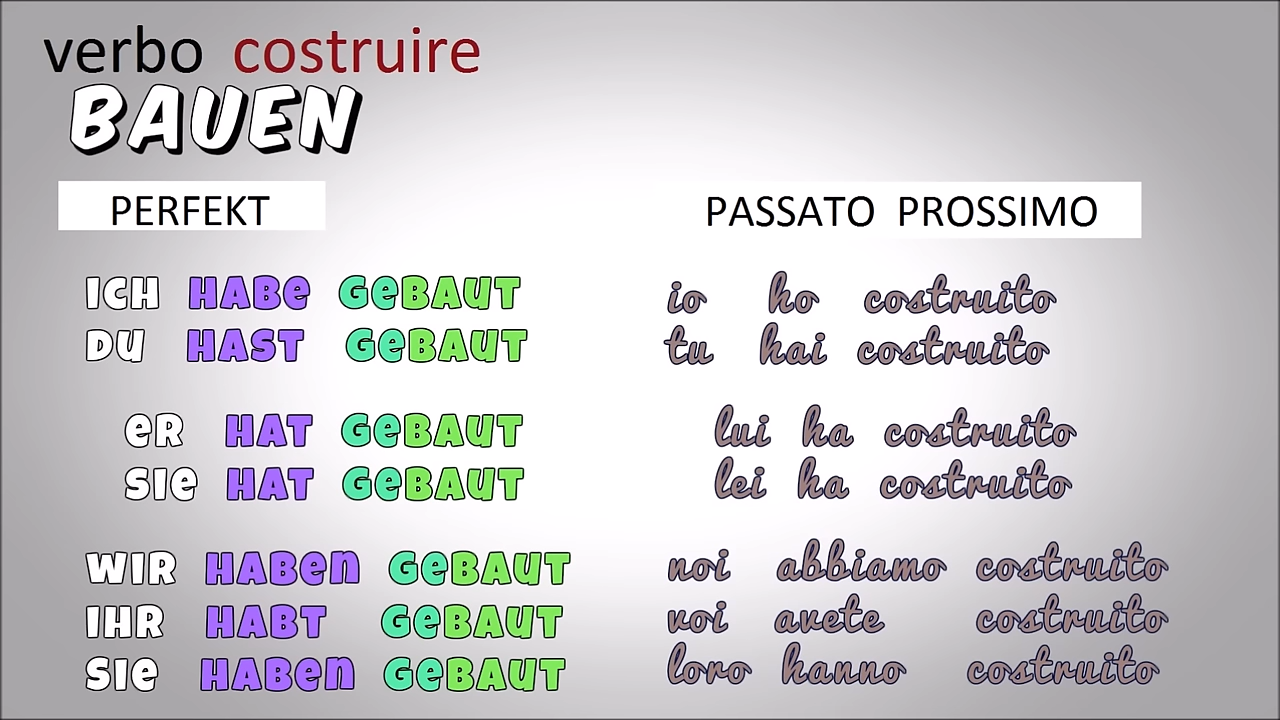 verbo costruire
BAUEN
PERFEKT
PASSATO PROSSIMO
ICH HABE GEBAUT
DU HAST GEBAUT
ER HAT GEBAUT
SIE HAT GEBAUT
WIR HABEN GEBAUT
IHR HABT GEBAUT
SIE HABEN GEBAUT
io ho costruito
tu hai costruito
lui ha costruito
lei ha costruito
noi abbiamo costruito
voi avete costruito
loro hanno costruito